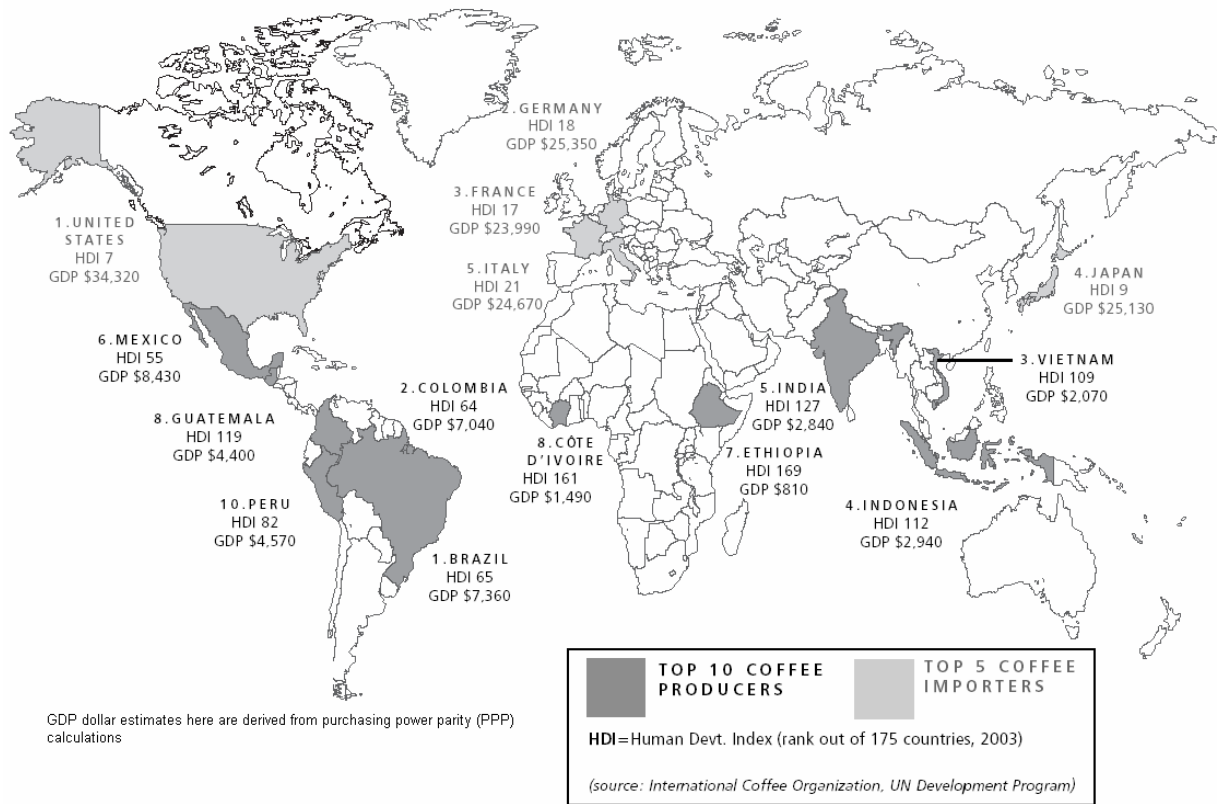 2.GERMANY
HDI 18
GDP $25,350
3.FRANCE
HDI 17
GDP $23,990
1.UNITED
STATES
HDI 7
GDP $34,320
5.ITALY
HDI 21
GDP $24,670
4.JAPAN
HDI 9
GDP $25,130
6.MEXICO
HDI 55
GDP $8,430
2.COLOMBIA
HDI 64
GDP $7,040
5.INDIA
HDI 127
GDP $2,840
3.VIETNAM
HDI 109
GDP $2,070
8.GUATEMALA
HDI 119
GDP $4,400
8.CÔTE
D'IVOIRE
HDI 161
GDP $1,490
7.ETHIOPIA
HDI 169
GDP $810
10.PERU
HDI 82
GDP $4,570
4.INDONESIA
HDI 112
GDP $2,940
1.BRAZIL
HDI 65
GDP $7,360
TOP 10 COFFEE
PRODUCERS
TOP 5 COFFEE
IMPORTERS
HDI=Human Devt. Index (rank out of 175 countries, 2003)
(source: International Coffee Organization, UN Development Program)
GDP dollar estimates here are derived from purchasing power parity (PPP)
calculations